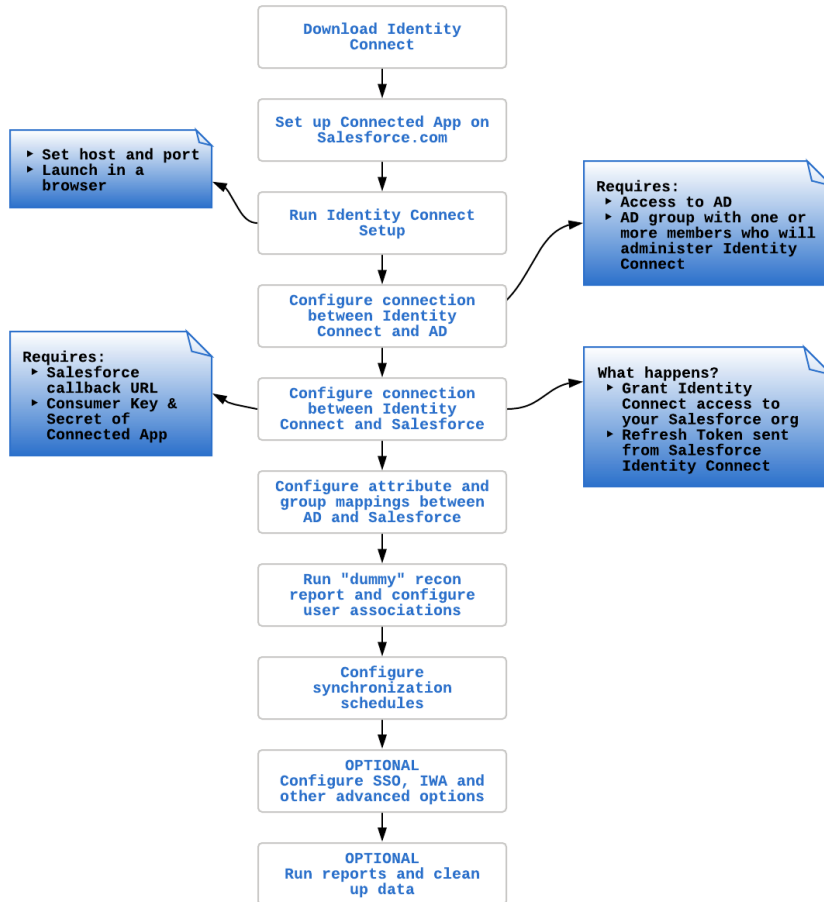 Download Identity
Connect
Set up Connected App on
Salesforce.com
Set host and port
Launch in a
browser
Run Identity Connect
Setup
Requires:
Access to AD
AD group with one or
more members who will
administer Identity
Connect
Configure connection
between Identity
Connect and AD
Requires:
Salesforce
callback URL
Consumer Key &
Secret of
Connected App
Configure connection
between Identity
Connect and Salesforce
What happens?
Grant Identity
Connect access to
your Salesforce org
Refresh Token sent
from Salesforce
Identity Connect
Configure attribute and
group mappings between
AD and Salesforce
Run "dummy" recon
report and configure
user associations
Configure
synchronization
schedules
OPTIONAL
Configure SSO, IWA and
other advanced options
OPTIONAL
Run reports and clean
up data